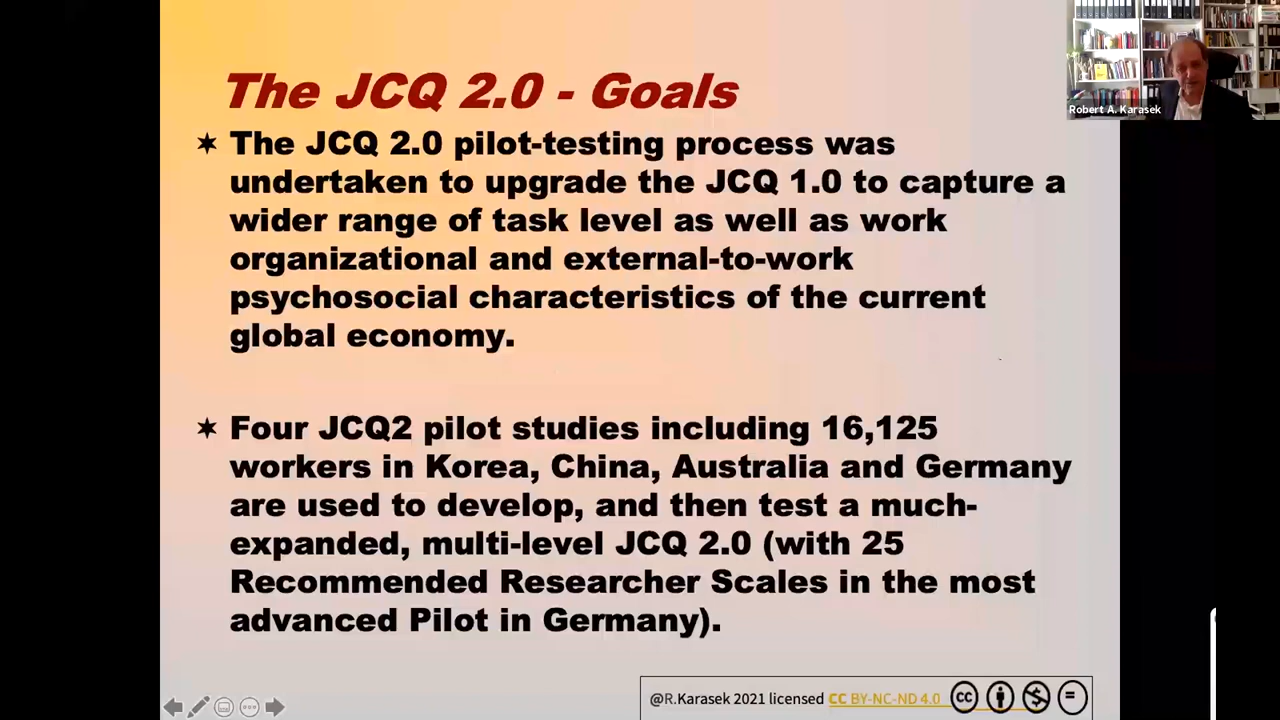 The JCQ 2.0 - Goals
Robert A. Karasek
✶ The JCQ 2.0 pilot-testing process was
undertaken to upgrade the JCQ 1.0 to capture a
wider range of task level as well as work
organizational and external-to-work
psychosocial characteristics of the current
global economy.
✶ Four JCQ2 pilot studies including 16,125
workers in Korea, China, Australia and Germany
are used to develop, and then test a much-
expanded, multi-level JCQ 2.0 (with 25
Recommended Researcher Scales in the most
advanced Pilot in Germany).
@R.Karasek 2021 licensed CC BY-NC-ND 4.0